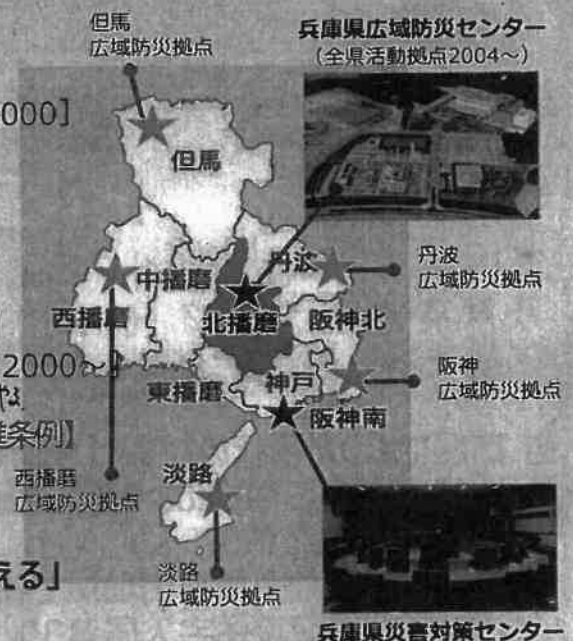 但馬
広域防災拠点
兵庫県広域防災センター
(全県活動拠点2004～)
000]
但馬
丹波
丹波
広域防災拠点
中播磨
西播磨
北播磨
阪神北
2000～
東播磨
神戸
阪神
広域防災拠点
進条例】
阪神南
西播磨
広域防災拠点
淡路
える」
淡路
広域防災拠点
兵庫県災害対策センター